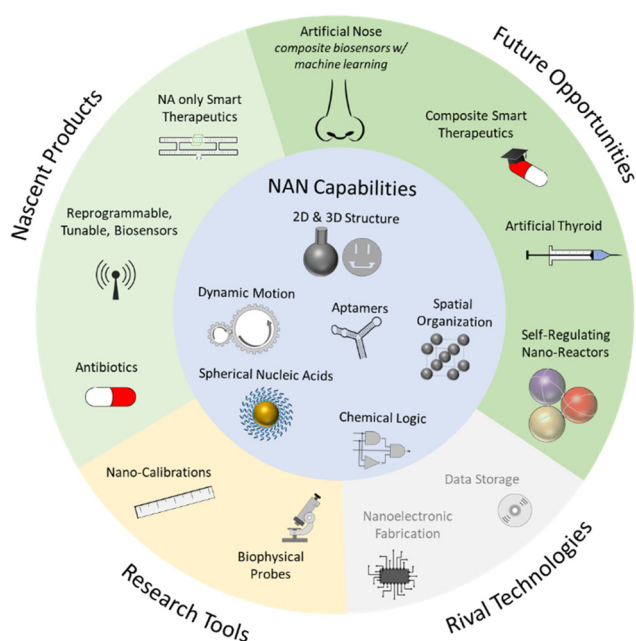 Future Opportunities
Artificial Nose
composite biosensors w/
machine learning
Composite Smart
Therapeutics
Artificial Thyroid
Self-Regulating
Nano-Reactors
Nascent Products
NA only Smart
Therapeutics
Reprogrammable,
Tunable, Biosensors
Antibiotics
NAN Capabilities
2D & 3D Structure
Dynamic Motion
Aptamers
Spatial
Organization
Spherical Nucleic Acids
Chemical Logic
Nano-Calibrations
Biophysical
Probes
Research Tools
Data Storage
Nanoelectronic
Fabrication
Rival Technologies